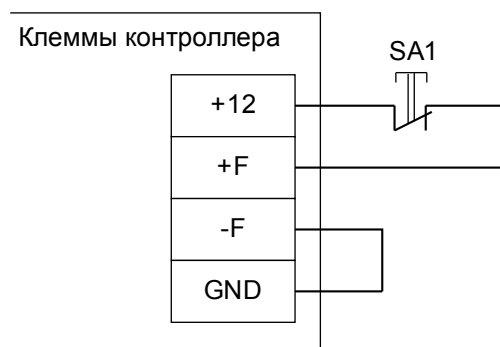 Клеммы контроллера
SA1
+12
+F
-F
GND